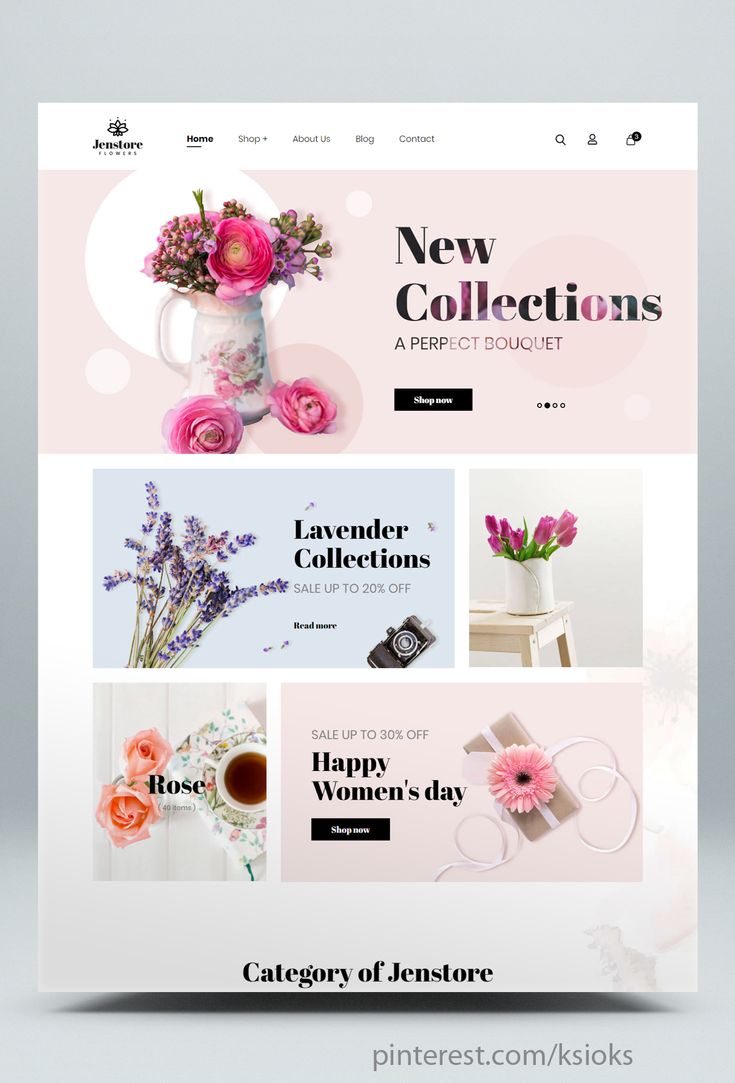 Jenstore
FLOWERS
Home
Shop +
About Us
Blog
Contact
3
New
Collections
A PERPECT BOUQUET
Shop now
Lavender
Collections
SALE UP TO 20% OFF
Read more
Rose
( 40 items )
SALE UP TO 30% OFF
Happy
Women's day
Shop now
Category of Jenstore
pinterest.com/ksioks